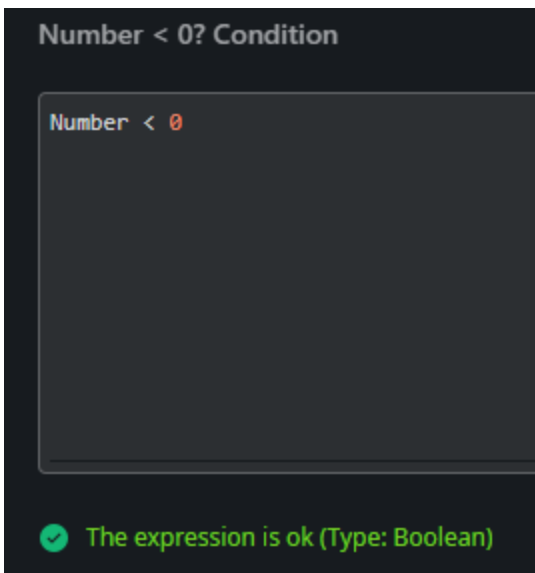 Number < 0? Condition
Number < 0
The expression is ok (Type: Boolean)